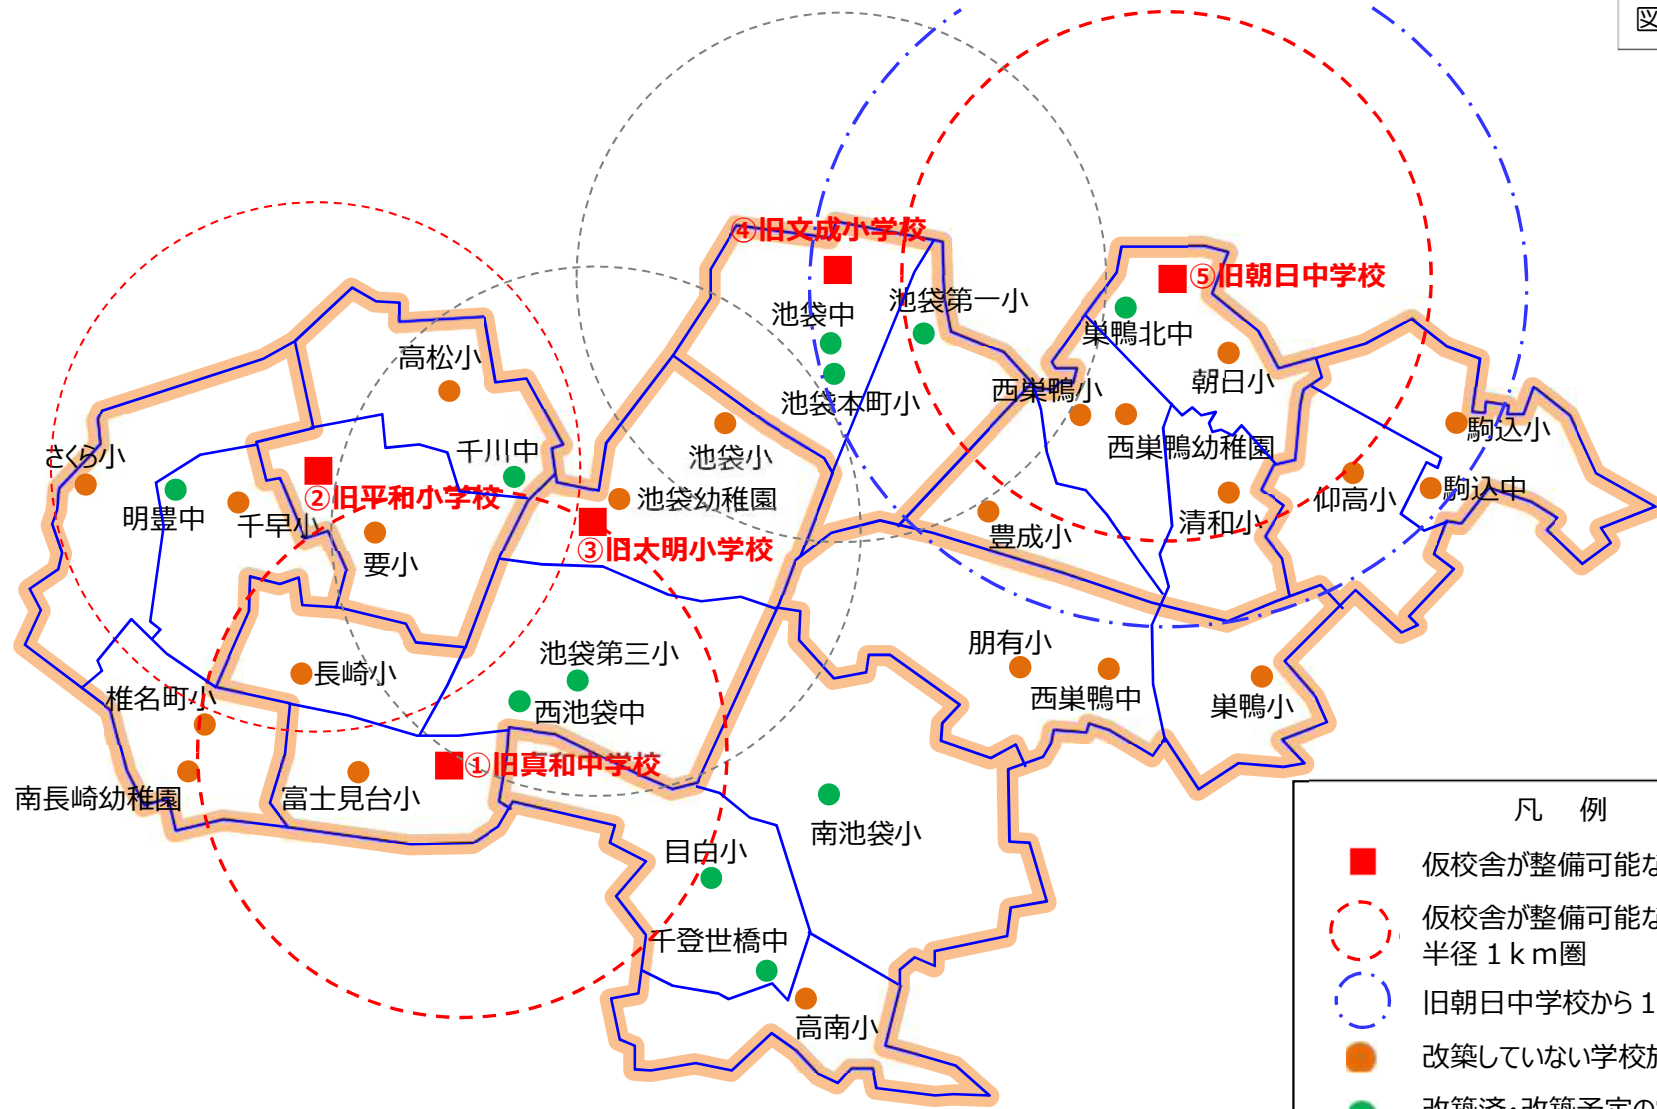 図
④旧文成小学校
⑤旧朝日中学校
池袋中
池袋第一小
巣鴨北中
高松小
朝日小
西巣鴨小
池袋本町小
さくら小
千川中
池袋小
西巣鴨幼稚園
駒込小
②旧平和小学校
池袋幼稚園
仰高小
駒込中
明豊中
千早小
清和小
豊成小
③旧大明小学校
要小
朋有小
池袋第三小
長崎小
椎名町小
西池袋中
西巣鴨中
巣鴨小
①旧真和中学校
南長崎幼稚園
富士見台小
南池袋小
目白小
千登世橋中
高南小
凡 例
仮校舎が整備可能な
仮校舎が整備可能な
半径1km圏
旧朝日中学校から1
改築していない学校
改築済・改築予定の